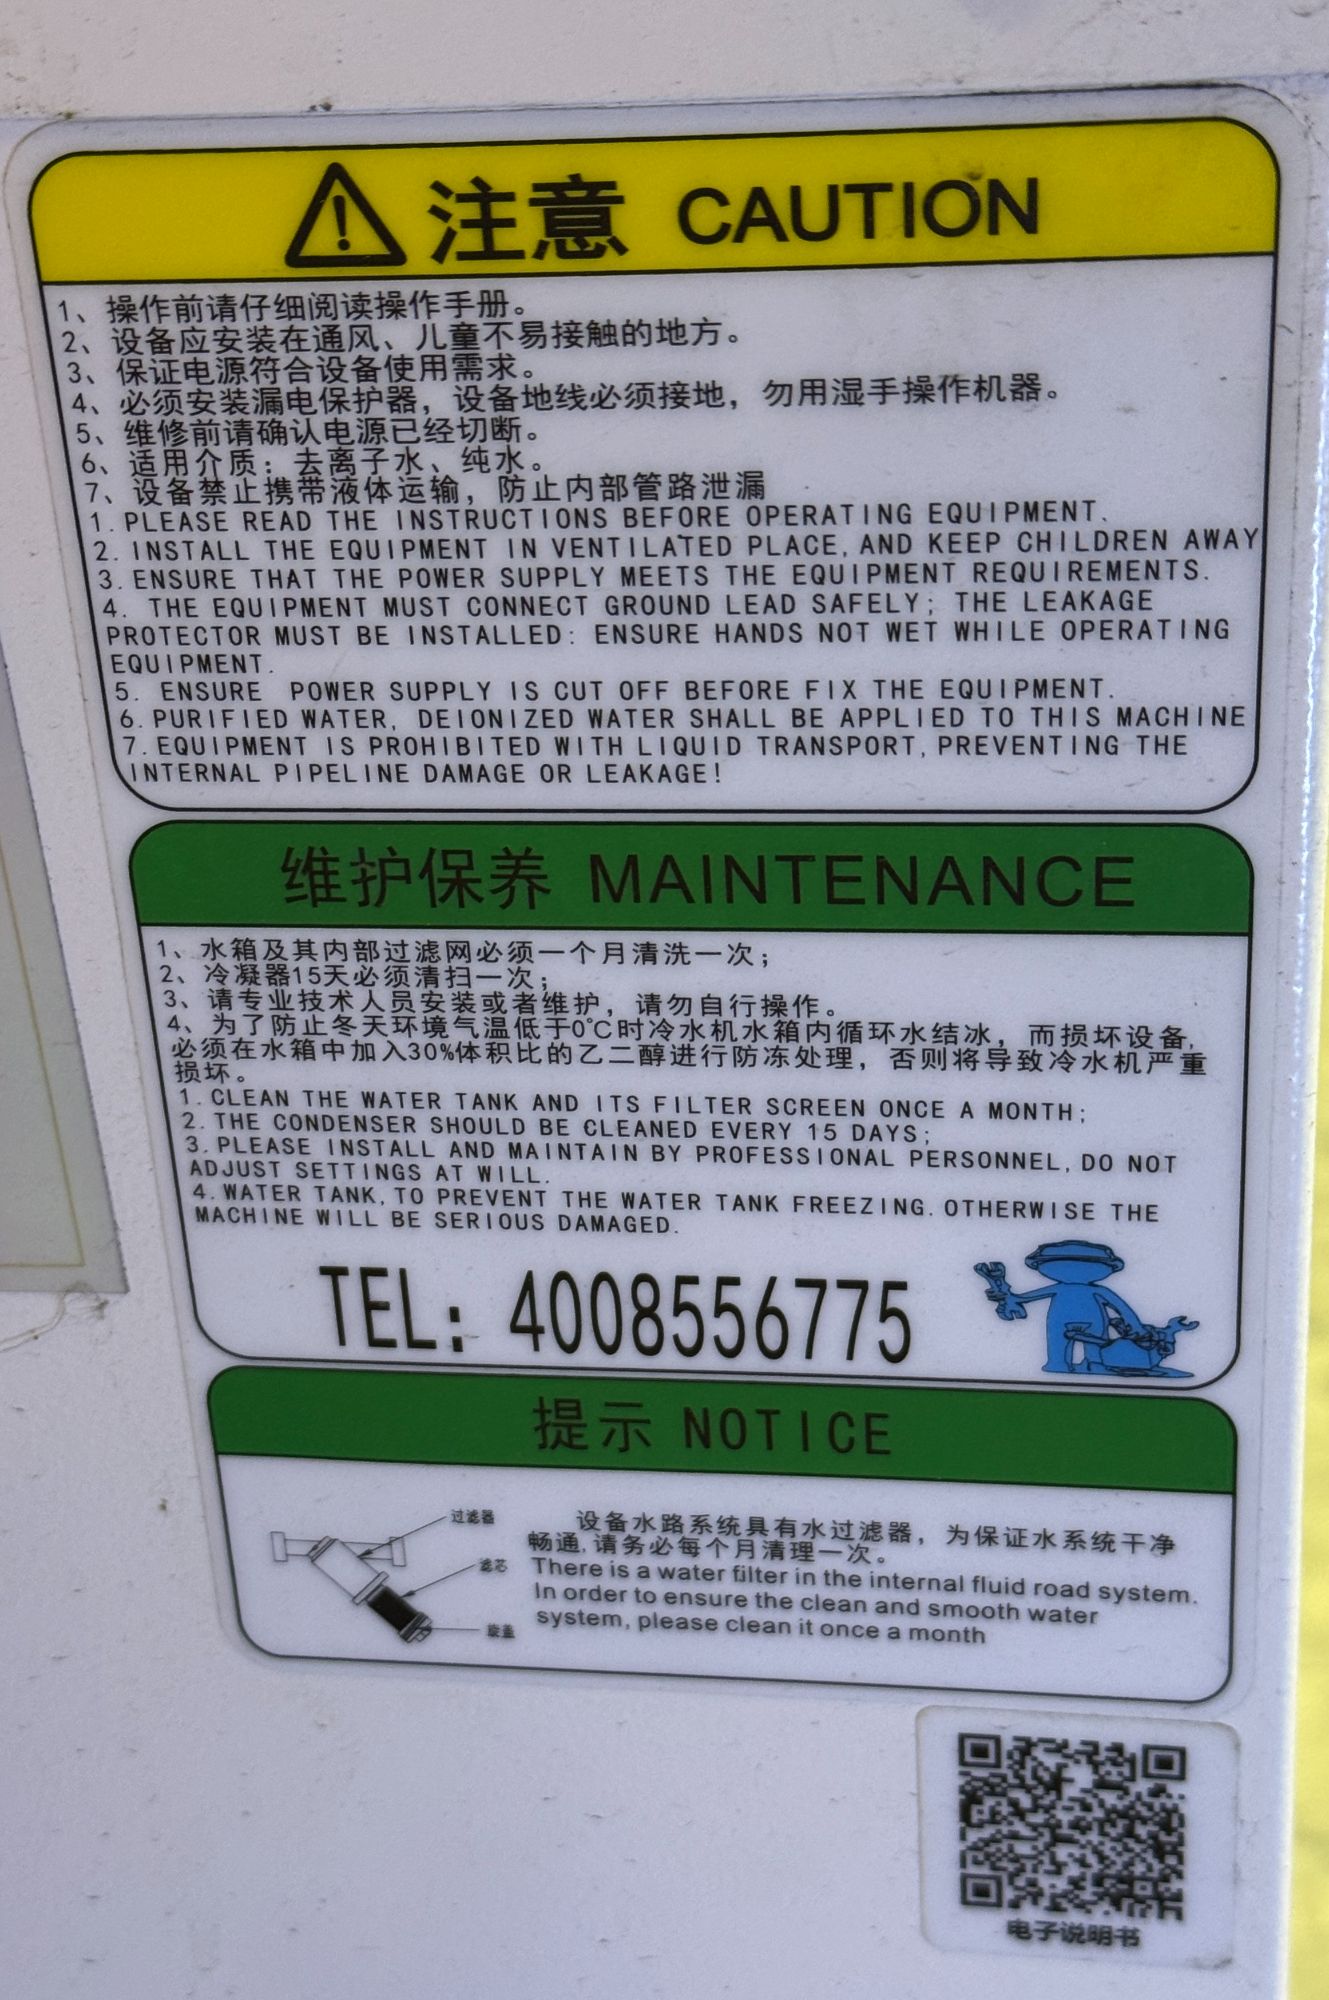 注意 CAUTION
1、操作前请仔细阅读操作手册。
2、设备应安装在通风、儿童不易接触的地方。
3、保证电源符合设备使用需求。
4、必须安装漏电保护器，设备地线必须接地，勿用湿手操作机器。
5、维修前请确认电源已经切断。
6、适用介质：去离子水、纯水。
7、设备禁止携带液体运输，防止内部管路泄漏
1.PLEASE READ THE INSTRUCTIONS BEFORE OPERATING EQUIPMENT.
2.INSTALL THE EQUIPMENT IN VENTILATED PLACE,AND KEEP CHILDREN AWAY
3.ENSURE THAT THE POWER SUPPLY MEETS THE EQUIPMENT REQUIREMENTS.
4. THE EQUIPMENT MUST CONNECT GROUND LEAD SAFELY; THE LEAKAGE
PROTECTOR MUST BE INSTALLED: ENSURE HANDS NOT WET WHILE OPERATING
EQUIPMENT.
5. ENSURE POWER SUPPLY IS CUT OFF BEFORE FIX THE EQUIPMENT.
6.PURIFIED WATER, DEIONIZED WATER SHALL BE APPLIED TO THIS MACHINE
7.EQUIPMENT IS PROHIBITED WITH LIQUID TRANSPORT,PREVENTING THE
INTERNAL PIPELINE DAMAGE OR LEAKAGE!
维护保养 MAINTENANCE
1、水箱及其内部过滤网必须一个月清洗一次；
2、冷凝器15天必须清扫一次；
3、请专业技术人员安装或者维护，请勿自行操作。
4、为了防止冬天环境气温低于0℃时冷水机水箱内循环水结冰，而损坏设备,
必须在水箱中加入30%体积比的乙二醇进行防冻处理，否则将导致冷水机严重
损坏。
1.CLEAN THE WATER TANK AND ITS FILTER SCREEN ONCE A MONTH;
2.THE CONDENSER SHOULD BE CLEANED EVERY 15 DAYS;
3.PLEASE INSTALL AND MAINTAIN BY PROFESSIONAL PERSONNEL,DO NOT
ADJUST SETTINGS AT WILL.
4.WATER TANK,TO PREVENT THE WATER TANK FREEZING.OTHERWISE THE
MACHINE WILL BE SERIOUS DAMAGED.
TEL: 4008556775
提示 NOTICE
过滤器
滤芯
旋盖
设备水路系统具有水过滤器，为保证水系统干净
畅通,请务必每个月清理一次。
There is a water filter in the internal fluid road system.
In order to ensure the clean and smooth water
system, please clean it once a month
电子说明书